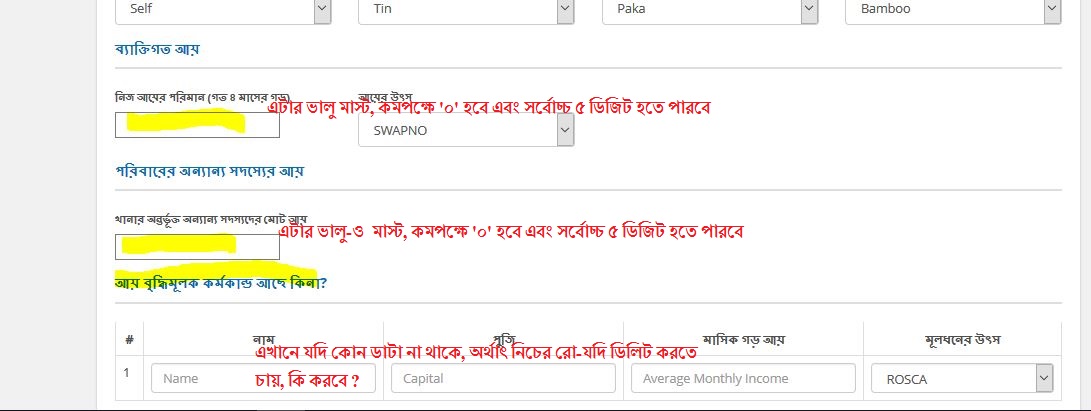 Self Tin Paka Bamboo
ব্যাক্তিগত আয়
নিজ আয়ের পরিমান (গত ৪ মাসের গড়) আয়ের উৎস
এটার ভালু মাস্ট, কমপক্ষে '০' হবে এবং সর্বোচ্চ ৫ ডিজিট হতে পারবে
SWAPNO
পরিবারের অন্যান্য সদস্যের আয়
খানার অন্তর্ভূক্ত অন্যান্য সদস্যদের মোট আয়
এটার ভালু-ও মাস্ট, কমপক্ষে '০' হবে এবং সর্বোচ্চ ৫ ডিজিট হতে পারবে
আয় বৃদ্ধিমূলক কর্মকান্ড আছে কিনা?
# নাম পুজি মাসিক গড় আয় মূলধনের উৎস
এখানে যদি কোন ডাটা না থাকে, অর্থাৎ নিচের রো-যদি ডিলিট করতে
চায়, কি করবে ?
1 Name Capital Average Monthly Income ROSCA